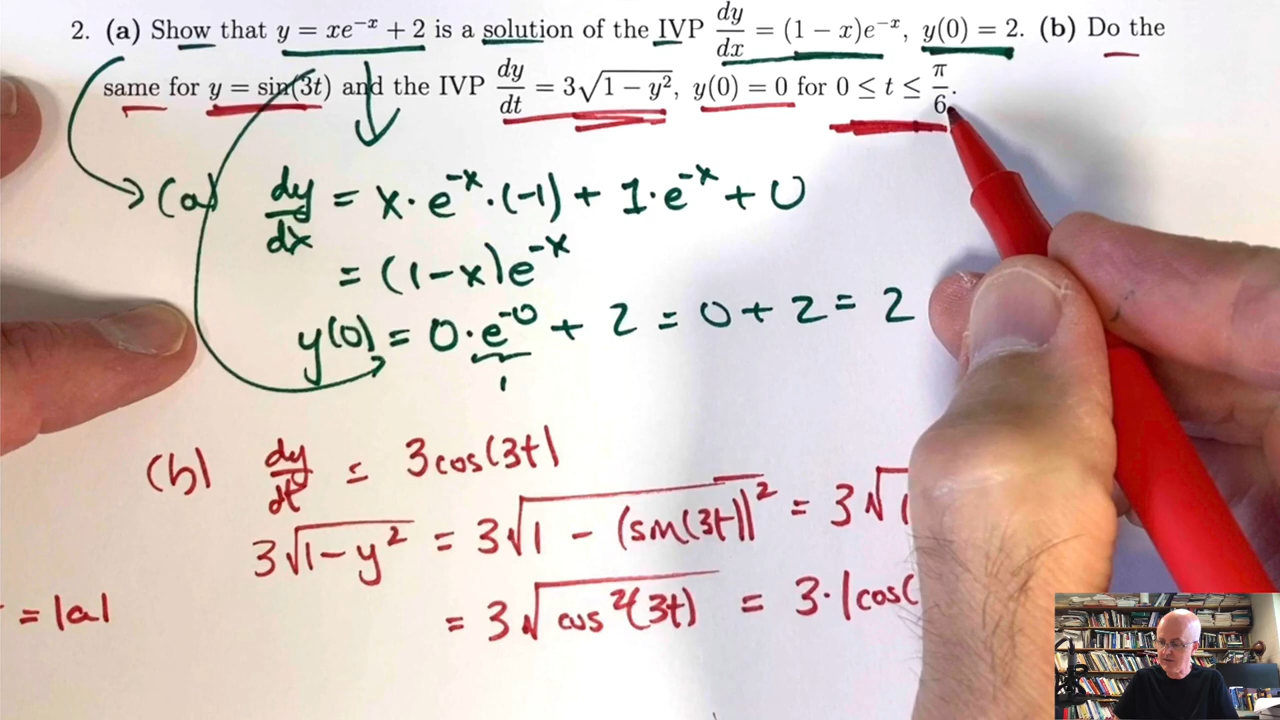 2. (a) Show that y = xe^{-x} + 2 is a solution of the IVP dy/dx = (1 − x)e^{-x}, y(0) = 2. (b) Do the
same for y = sin(3t) and the IVP dy/dt = 3√(1 − y²), y(0) = 0 for 0 ≤ t ≤ π/6.
(a) dy/dx = x·e^{-x}·(-1) + 1·e^{-x} + 0
= (1-x)e^{-x}
y(0) = 0·e^{-0} + 2 = 0 + 2 = 2
1
(b) dy/dt = 3cos(3t)
3√(1-y²) = 3√(1 - (sin(3t))²) = 3√1
= 3√(cos²(3t)) = 3·|cos(
= |a|